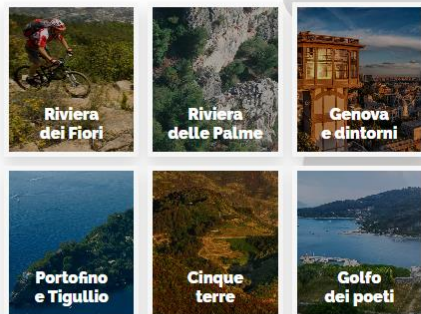 Riviera
dei Fiori
Riviera
delle Palme
Genova
e dintorni
Portofino
e Tigullio
Cinque
terre
Golfo
dei poeti